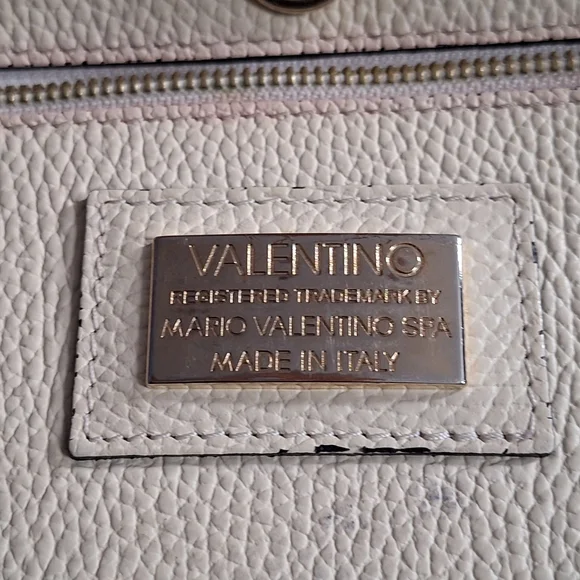 VALENTINO
REGISTERED TRADEMARK BY
MARIO VALENTINO SPA
MADE IN ITALY